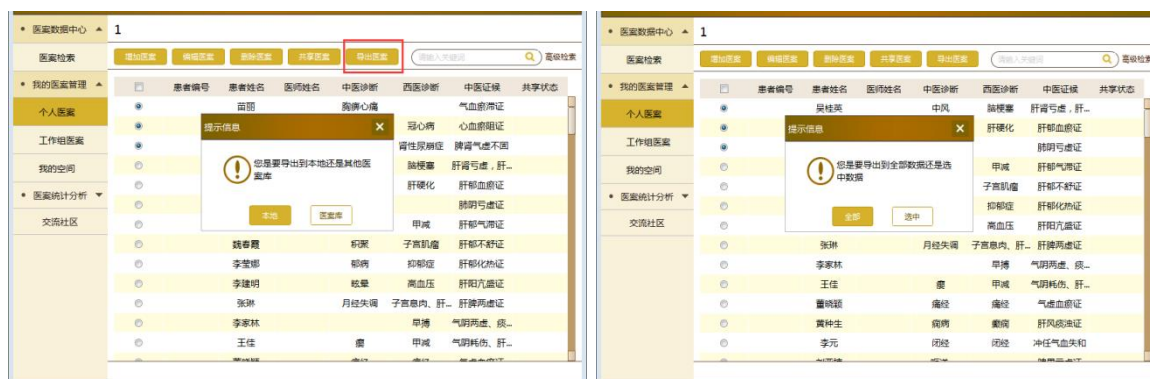 • 医案数据中心 ▲ 1
医案检索 增加医案 编辑医案 删除医案 共享医案 导出医案 请输入关键词 高级检索
• 我的医案管理 ▲ 患者编号 患者姓名 医师姓名 中医诊断 西医诊断 中医证候 共享状态
个人医案
工作组医案
我的空间
• 医案统计分析 ▼
交流社区
苗丽 胸痹心痛 气血瘀滞证
冠心病 心血瘀阻证
肾性尿崩症 脾肾气虚不固
脑梗塞 肝肾亏虚，肝...
肝硬化 肝郁血瘀证
肺阴亏虚证
甲减 肝郁气滞证
魏春霞 积聚 子宫肌瘤 肝郁不舒证
李莹娜 郁病 抑郁症 肝郁化热证
李建明 眩晕 高血压 肝阳亢盛证
张琳 月经失调 子宫息肉、肝... 肝脾两虚证
李家林 早搏 气阴两虚、痰...
王佳 瘿 甲减 气阴耗伤、肝...
提示信息
您是要导出到本地还是其他医
案库
本地 医案库
• 医案数据中心 ▲ 1
医案检索 增加医案 编辑医案 删除医案 共享医案 导出医案 请输入关键词 高级检索
• 我的医案管理 ▲ 患者编号 患者姓名 医师姓名 中医诊断 西医诊断 中医证候 共享状态
个人医案
工作组医案
我的空间
• 医案统计分析 ▼
交流社区
吴桂英 中风 脑梗塞 肝肾亏虚，肝...
肝硬化 肝郁血瘀证
肺阴亏证
甲减 肝郁气滞证
子宫肌瘤 肝郁不舒证
抑郁症 肝郁化热证
高血压 肝阳亢盛证
张琳 月经失调 子宫息肉、肝... 肝脾两虚证
李家林 早搏 气阴两虚、痰...
王佳 瘿 甲减 气阴耗伤、肝...
董晓颖 痛经 痛经 气虚血瘀证
黄种生 痫病 癫痫 肝风痰浊证
李元 闭经 闭经 冲任气血失和
提示信息
您是要导出到全部数据还是选
中数据
全部 选中